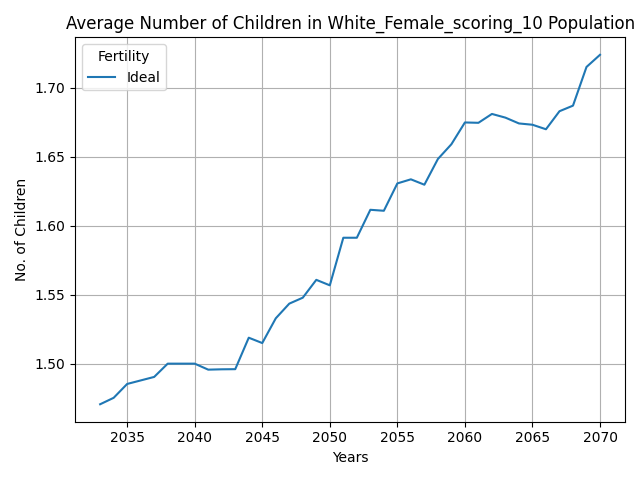 Average Number of Children in White_Female_scoring_10 Population
Fertility
Ideal
No. of Children
1.70
1.65
1.60
1.55
1.50
2035 2040 2045 2050 2055 2060 2065 2070
Years